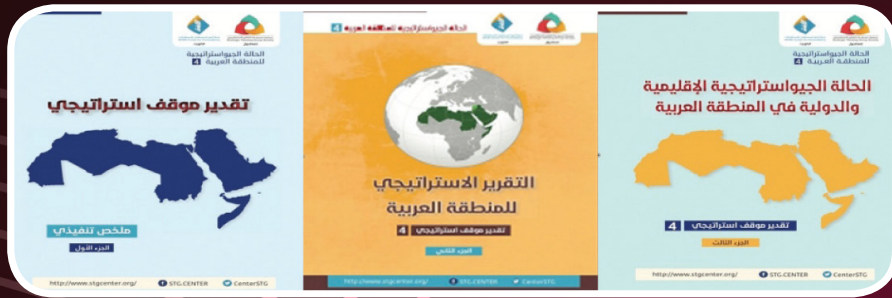 الحالة الجيواستراتيجية
للمنطقة العربية 4
تقدير موقف استراتيجي
ملخص تنفيذي
الجزء الأول
http://www.stgcenter.org/ STG.CENTER CenterSTG
الحالة الجيواستراتيجية للمنطقة العربية 4
التقرير الاستراتيجي
للمنطقة العربية
تقدير موقف استراتيجي 4
الجزء الثاني
http://www.stgcenter.org/ STG.CENTER CenterSTG
الحالة الجيواستراتيجية
للمنطقة العربية 4
الحالة الجيواستراتيجية الإقليمية
والدولية في المنطقة العربية
تقدير موقف استراتيجي 4
الجزء الثالث
http://www.stgcenter.org/ STG.CENTER CenterSTG